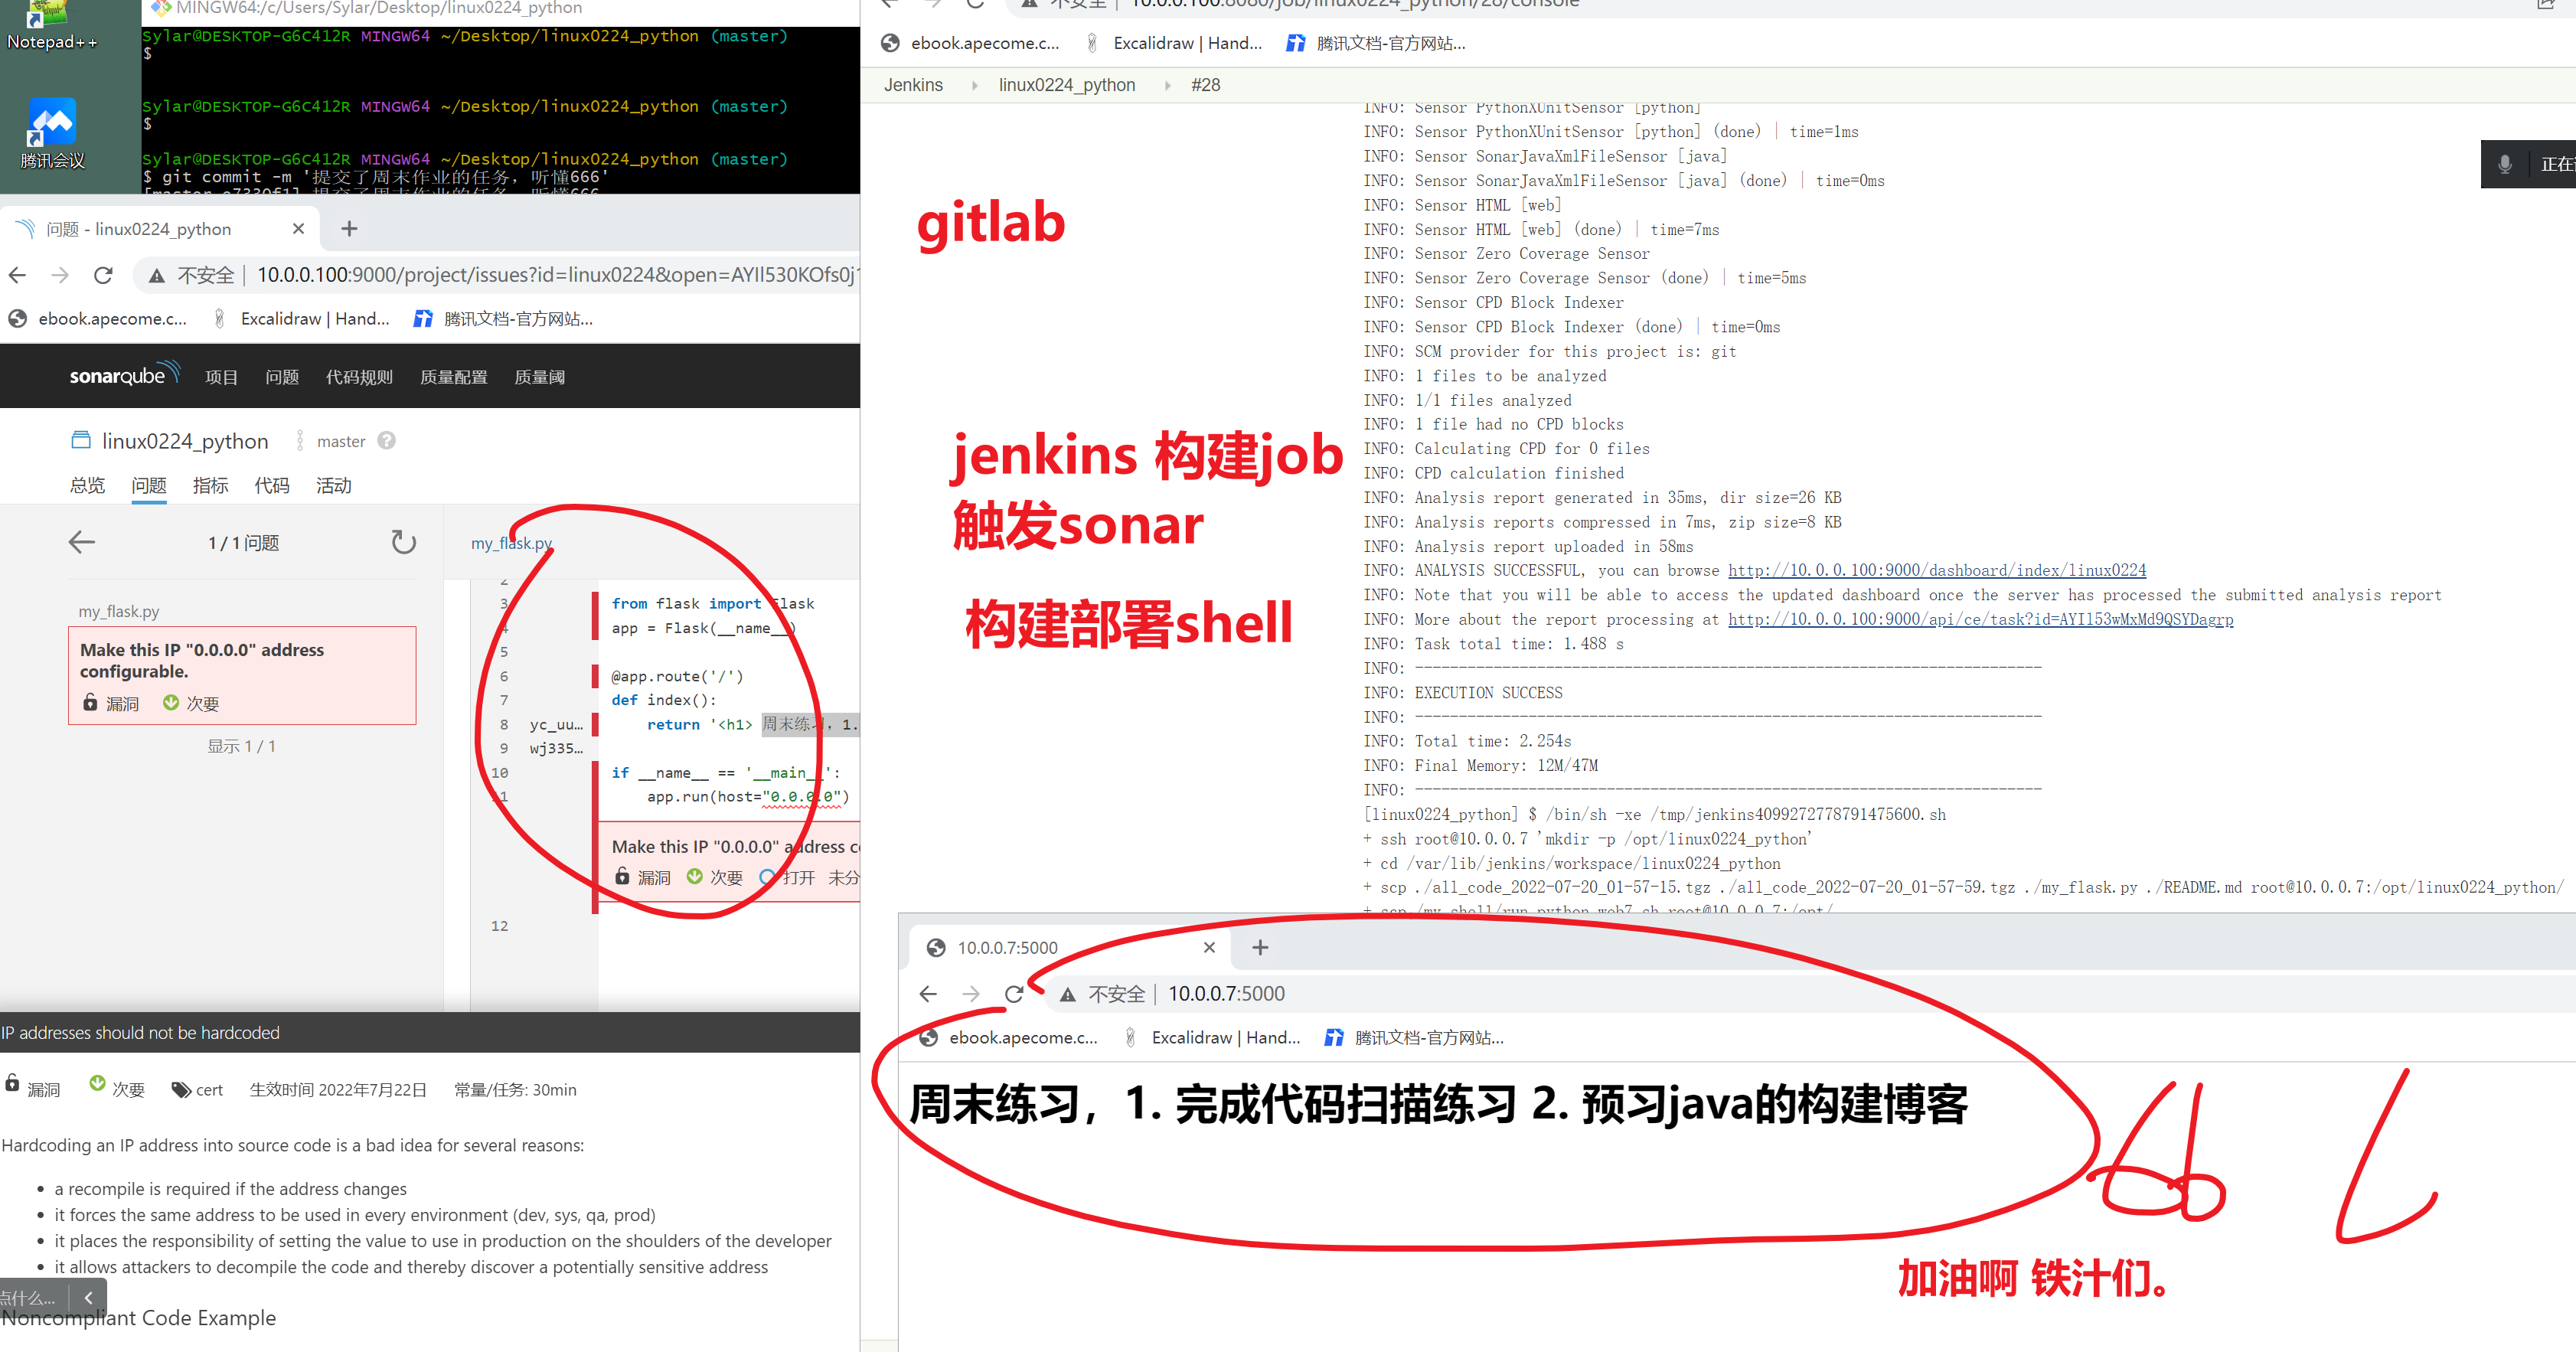 Notepad++
腾讯会议
MINGW64:/c/Users/Sylar/Desktop/linux0224_python
Sylar@DESKTOP-G6C412R MINGW64 ~/Desktop/linux0224_python (master)
$
Sylar@DESKTOP-G6C412R MINGW64 ~/Desktop/linux0224_python (master)
$
Sylar@DESKTOP-G6C412R MINGW64 ~/Desktop/linux0224_python (master)
$ git commit -m '提交了周末作业的任务，听懂666'
问题 - linux0224_python
不安全 | 10.0.0.100:9000/project/issues?id=linux0224&open=AYIl530KOfs0j
ebook.apecome.c... Excalidraw | Hand... 腾讯文档-官方网站...
sonarqube 项目 问题 代码规则 质量配置 质量阈
linux0224_python master
总览 问题 指标 代码 活动
1 / 1 问题
my_flask.py
Make this IP "0.0.0.0" address
configurable.
漏洞 次要
显示 1 / 1
my_flask.py
2
3 from flask import Flask
4 app = Flask(__name__)
5
6 @app.route('/')
7 def index():
8 yc_uu... return '<h1> 周末练习，1.
9 wj335...
10 if __name__ == '__main__':
11 app.run(host="0.0.0.0")
Make this IP "0.0.0.0" address c
漏洞 次要 打开 未分
12
IP addresses should not be hardcoded
漏洞 次要 cert 生效时间 2022年7月22日 常量/任务: 30min
Hardcoding an IP address into source code is a bad idea for several reasons:
a recompile is required if the address changes
it forces the same address to be used in every environment (dev, sys, qa, prod)
it places the responsibility of setting the value to use in production on the shoulders of the developer
it allows attackers to decompile the code and thereby discover a potentially sensitive address
点什么...
Noncompliant Code Example
不安全 | 10.0.0.100:8080/job/linux0224_python/28/console
ebook.apecome.c... Excalidraw | Hand... 腾讯文档-官方网站...
Jenkins linux0224_python #28
正在
gitlab
jenkins 构建job
触发sonar
构建部署shell
INFO: Sensor PythonXUnitSensor [python]
INFO: Sensor PythonXUnitSensor [python] (done) | time=1ms
INFO: Sensor SonarJavaXmlFileSensor [java]
INFO: Sensor SonarJavaXmlFileSensor [java] (done) | time=0ms
INFO: Sensor HTML [web]
INFO: Sensor HTML [web] (done) | time=7ms
INFO: Sensor Zero Coverage Sensor
INFO: Sensor Zero Coverage Sensor (done) | time=5ms
INFO: Sensor CPD Block Indexer
INFO: Sensor CPD Block Indexer (done) | time=0ms
INFO: SCM provider for this project is: git
INFO: 1 files to be analyzed
INFO: 1/1 files analyzed
INFO: 1 file had no CPD blocks
INFO: Calculating CPD for 0 files
INFO: CPD calculation finished
INFO: Analysis report generated in 35ms, dir size=26 KB
INFO: Analysis reports compressed in 7ms, zip size=8 KB
INFO: Analysis report uploaded in 58ms
INFO: ANALYSIS SUCCESSFUL, you can browse http://10.0.0.100:9000/dashboard/index/linux0224
INFO: Note that you will be able to access the updated dashboard once the server has processed the submitted analysis report
INFO: More about the report processing at http://10.0.0.100:9000/api/ce/task?id=AYIl53wMxMd9QSYDagrp
INFO: Task total time: 1.488 s
INFO: ------------------------------------------------------------------------
INFO: EXECUTION SUCCESS
INFO: ------------------------------------------------------------------------
INFO: Total time: 2.254s
INFO: Final Memory: 12M/47M
INFO: ------------------------------------------------------------------------
[linux0224_python] $ /bin/sh -xe /tmp/jenkins4099272778791475600.sh
+ ssh root@10.0.0.7 'mkdir -p /opt/linux0224_python'
+ cd /var/lib/jenkins/workspace/linux0224_python
+ scp ./all_code_2022-07-20_01-57-15.tgz ./all_code_2022-07-20_01-57-59.tgz ./my_flask.py ./README.md root@10.0.0.7:/opt/linux0224_python/
10.0.0.7:5000
不安全 | 10.0.0.7:5000
ebook.apecome.c... Excalidraw | Hand... 腾讯文档-官方网站...
周末练习，1. 完成代码扫描练习 2. 预习java的构建博客
加油啊 铁汁们。